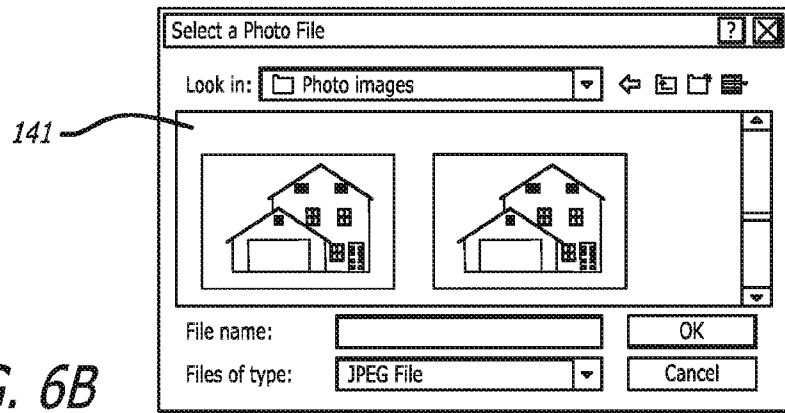 Select a Photo File ?
Look in: Photo images
141
File name: OK
Files of type: JPEG File Cancel
G. 6B